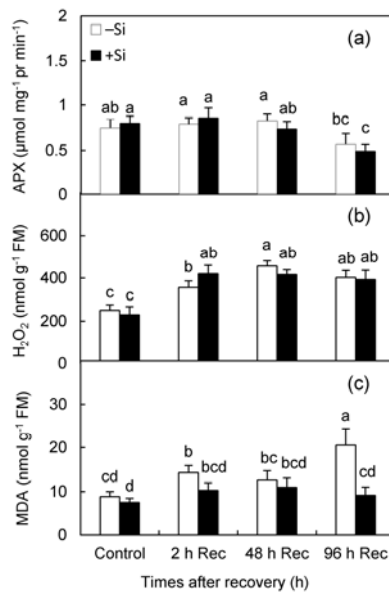 –Si
+Si
(a)
APX (µmol mg⁻¹ pr min⁻¹)
2
1.5
1
0.5
0
ab a a a a ab bc c
(b)
H₂O₂ (nmol g⁻¹ FM)
600
400
200
0
c c b ab a ab ab ab
(c)
MDA (nmol g⁻¹ FM)
30
20
10
0
cd d b bcd bc bcd a cd
Control 2 h Rec 48 h Rec 96 h Rec
Times after recovery (h)